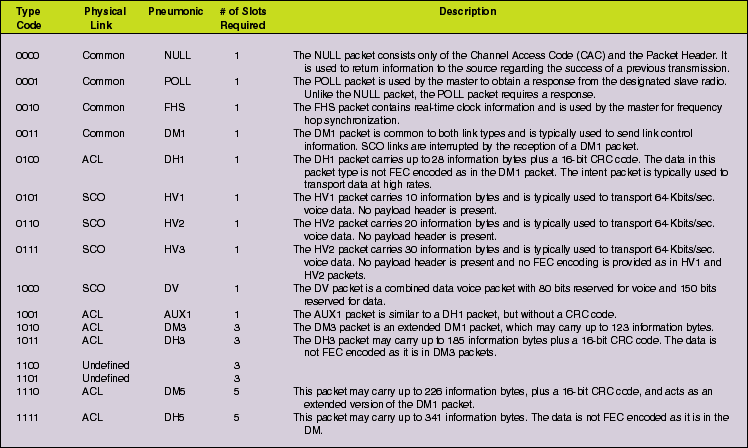 Type Physical Pneumonic # of Slots Description
Code Link Required
0000 Common NULL 1 The NULL packet consists only of the Channel Access Code (CAC) and the Packet Header. It
is used to return information to the source regarding the success of a previous transmission.
0001 Common POLL 1 The POLL packet is used by the master to obtain a response from the designated slave radio.
Unlike the NULL packet, the POLL packet requires a response.
0010 Common FHS 1 The FHS packet contains real-time clock information and is used by the master for frequency
hop synchronization.
0011 Common DM1 1 The DM1 packet is common to both link types and is typically used to send link control
information. SCO links are interrupted by the reception of a DM1 packet.
0100 ACL DH1 1 The DH1 packet carries up to 28 information bytes plus a 16-bit CRC code. The data in this
packet type is not FEC encoded as in the DM1 packet. The intent packet is typically used to
transport data at high rates.
0101 SCO HV1 1 The HV1 packet carries 10 information bytes and is typically used to transport 64-Kbits/sec.
voice data. No payload header is present.
0110 SCO HV2 1 The HV2 packet carries 20 information bytes and is typically used to transport 64-Kbits/sec.
voice data. No payload header is present.
0111 SCO HV3 1 The HV2 packet carries 30 information bytes and is typically used to transport 64-Kbits/sec.
voice data. No payload header is present and no FEC encoding is provided as in HV1 and
HV2 packets.
1000 SCO DV 1 The DV packet is a combined data voice packet with 80 bits reserved for voice and 150 bits
reserved for data.
1001 ACL AUX1 1 The AUX1 packet is similar to a DH1 packet, but without a CRC code.
1010 ACL DM3 3 The DM3 packet is an extended DM1 packet, which may carry up to 123 information bytes.
1011 ACL DH3 3 The DH3 packet may carry up to 185 information bytes plus a 16-bit CRC code. The data is
not FEC encoded as it is in DM3 packets.
1100 Undefined 3
1101 Undefined 3
1110 ACL DM5 5 This packet may carry up to 226 information bytes, plus a 16-bit CRC code, and acts as an
extended version of the DM1 packet.
1111 ACL DH5 5 This packet may carry up to 341 information bytes. The data is not FEC encoded as it is in the
DM.